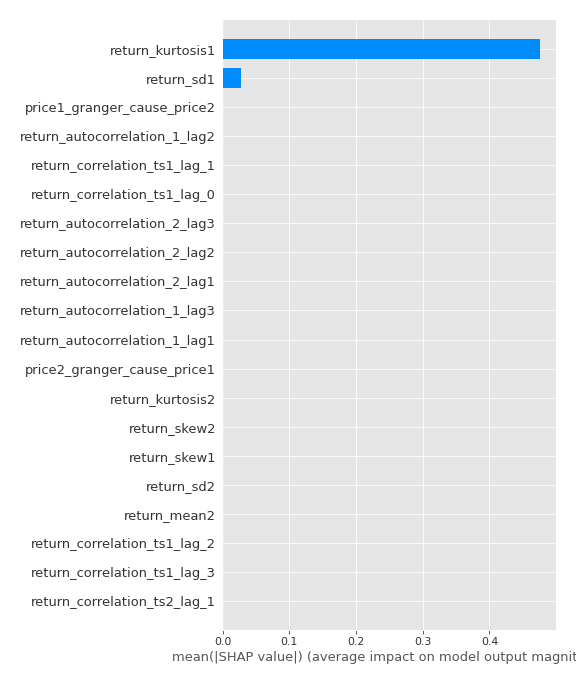 return_kurtosis1
return_sd1
price1_granger_cause_price2
return_autocorrelation_1_lag2
return_correlation_ts1_lag_1
return_correlation_ts1_lag_0
return_autocorrelation_2_lag3
return_autocorrelation_2_lag2
return_autocorrelation_2_lag1
return_autocorrelation_1_lag3
return_autocorrelation_1_lag1
price2_granger_cause_price1
return_kurtosis2
return_skew2
return_skew1
return_sd2
return_mean2
return_correlation_ts1_lag_2
return_correlation_ts1_lag_3
return_correlation_ts2_lag_1
0.0 0.1 0.2 0.3 0.4
mean(|SHAP value|) (average impact on model output magnit